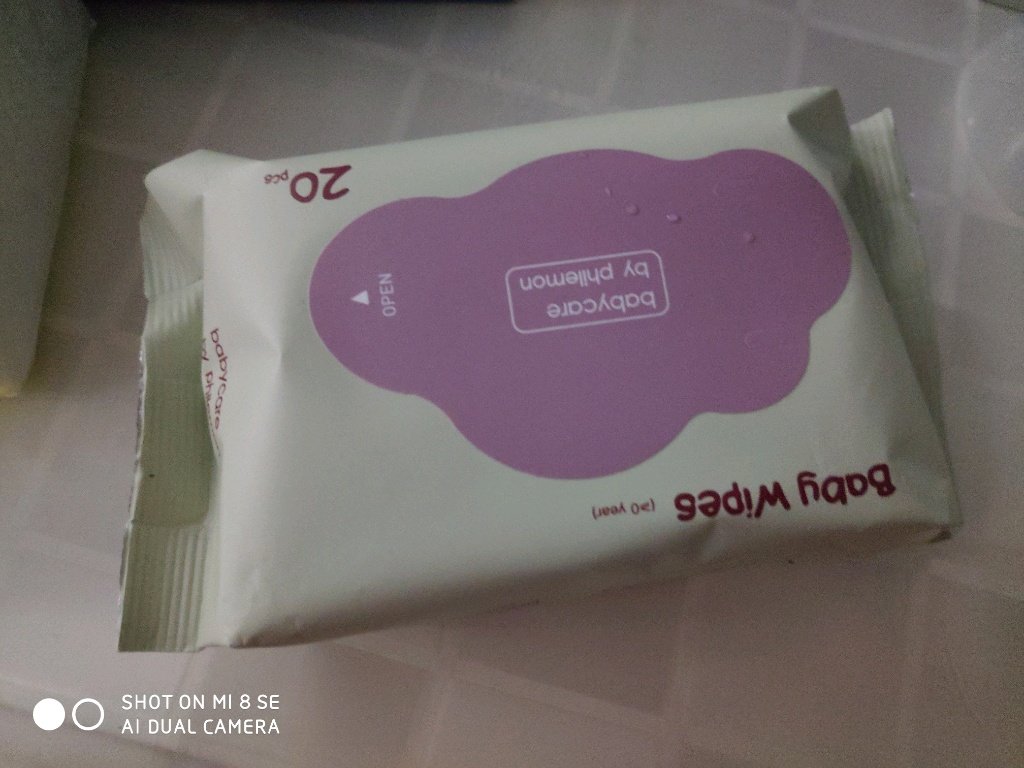 Baby Wipes
(≥0 year)
babycare
by philemon
OPEN
20 pcs
babycare
SHOT ON MI 8 SE
AI DUAL CAMERA